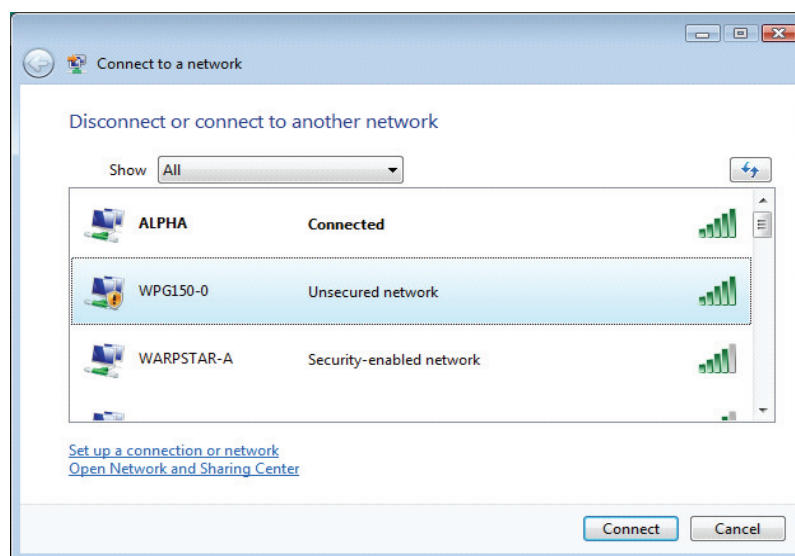 Connect to a network
Disconnect or connect to another network
Show All
ALPHA Connected
WPG150-0 Unsecured network
WARPSTAR-A Security-enabled network
Set up a connection or network
Open Network and Sharing Center
Connect Cancel